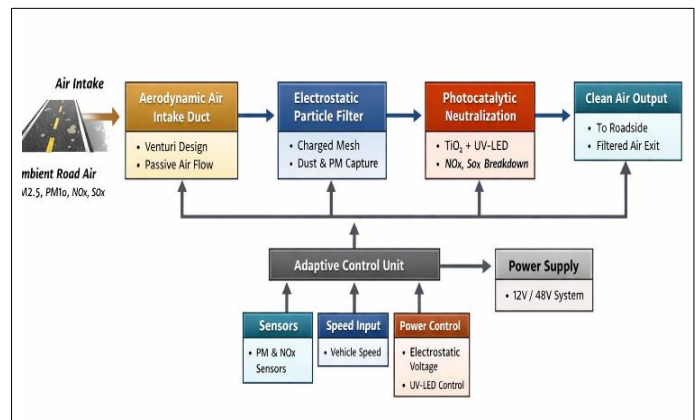 Air Intake
mbient Road Air
M2.5, PM1o, NOx, SOx
Aerodynamic Air
Intake Duct
• Venturi Design
• Passive Air Flow
Electrostatic
Particle Filter
• Charged Mesh
• Dust & PM Capture
Photocatalytic
Neutralization
• TiO₂ + UV-LED
• NOx, Sox Breakdown
Clean Air Output
• To Roadside
• Filtered Air Exit
Adaptive Control Unit
Power Supply
• 12V / 48V System
Sensors
• PM & NOx
Sensors
Speed Input
• Vehicle Speed
Power Control
• Electrostatic
Voltage
• UV-LED Control